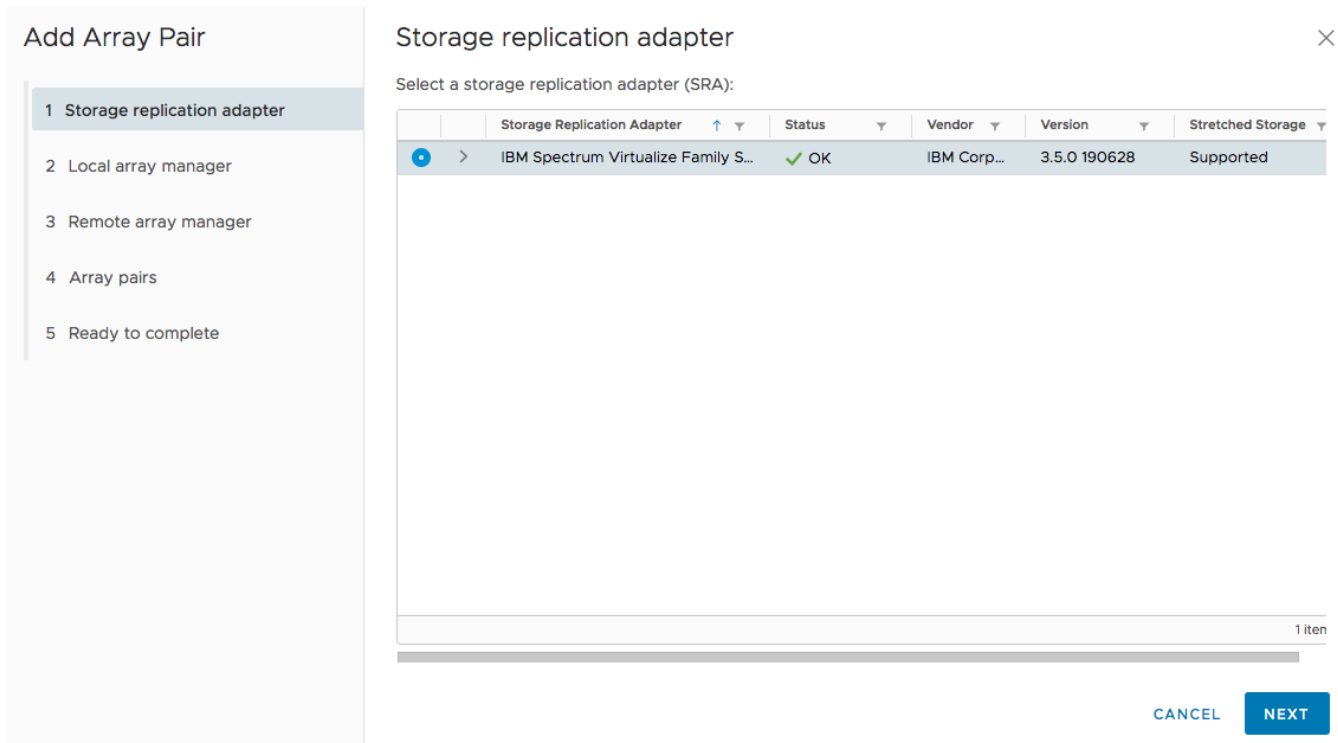 Add Array Pair
1 Storage replication adapter
2 Local array manager
3 Remote array manager
4 Array pairs
5 Ready to complete
Storage replication adapter
Select a storage replication adapter (SRA):
Storage Replication Adapter Status Vendor Version Stretched Storage
IBM Spectrum Virtualize Family S... OK IBM Corp... 3.5.0 190628 Supported
1 item
CANCEL NEXT